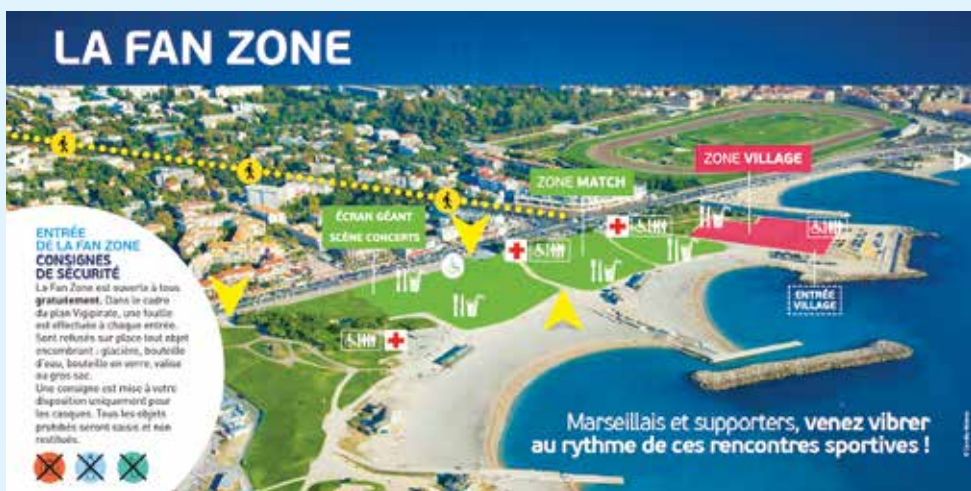 LA FAN ZONE
ZONE VILLAGE
ZONE MATCH
ÉCRAN GÉANT
SCÈNE CONCERTS
ENTRÉE
VILLAGE
ENTRÉE
DE LA FAN ZONE
CONSIGNES
DE SÉCURITÉ
La Fan Zone est ouverte à tous
gratuitement. Dans le cadre
du plan Vigipirate, une fouille
est effectuée à chaque entrée.
Sont refusés sur place tout objet
encombrant : glacière, bouteille
d'eau, bouteille en verre, valise
ou gros sac.
Une consigne est mise à votre
disposition uniquement pour
les casques. Tous les objets
prohibés seront saisis et non
restitués.
Marseillais et supporters, venez vibrer
au rythme de ces rencontres sportives !